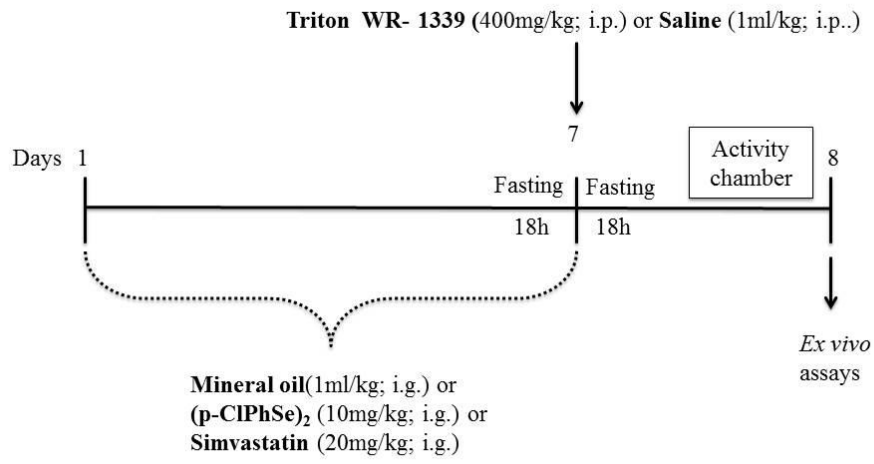 Triton WR- 1339 (400mg/kg; i.p.) or Saline (1ml/kg; i.p..)
7
Days 1
Activity
chamber
8
Fasting
Fasting
18h
18h
Ex vivo
assays
Mineral oil(1ml/kg; i.g.) or
(p-ClPhSe)₂ (10mg/kg; i.g.) or
Simvastatin (20mg/kg; i.g.)